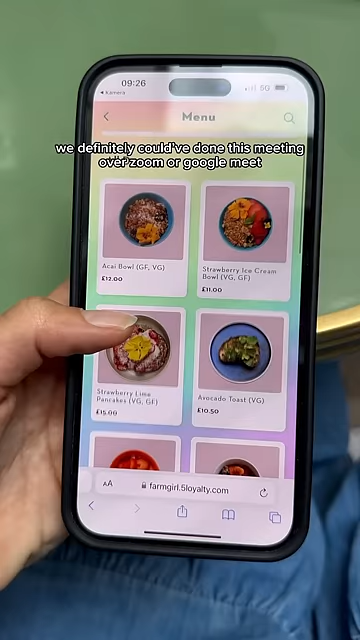 09:26
Kamera
5G
Menu
we definitely could've done this meeting
over zoom or google meet
Acai Bowl (GF, VG)
£12.00
Strawberry Ice Cream
Bowl (VG, GF)
£11.00
Strawberry Lime
Pancakes (VG, GF)
£15.00
Avocado Toast (VG)
£10.50
AA
farmgirl.5loyalty.com